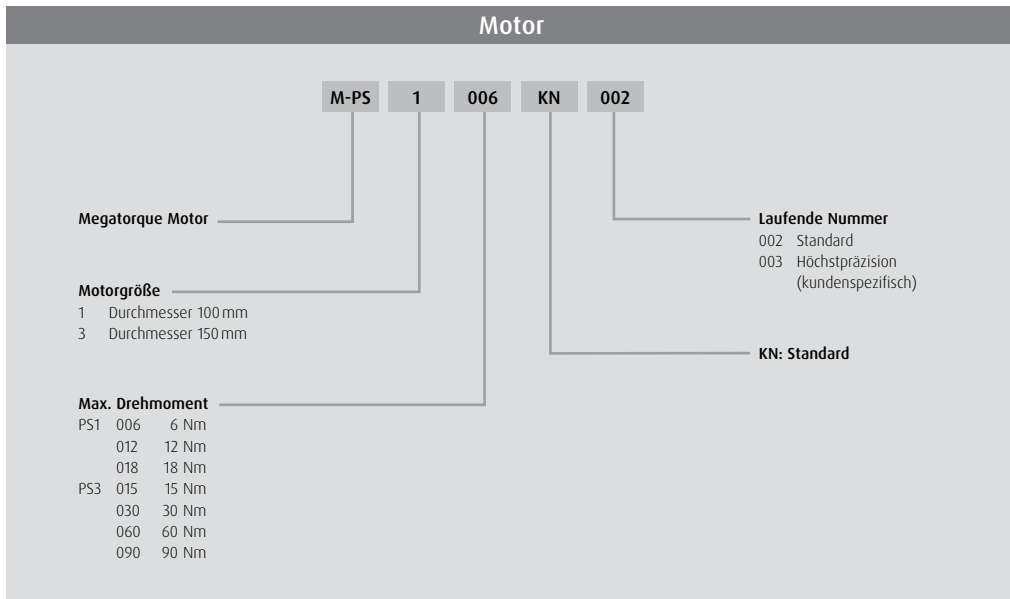 Motor
M-PS 1 006 KN 002
Megatorque Motor
Motorgröße
1 Durchmesser 100 mm
3 Durchmesser 150 mm
Max. Drehmoment
PS1 006 6 Nm
012 12 Nm
018 18 Nm
PS3 015 15 Nm
030 30 Nm
060 60 Nm
090 90 Nm
Laufende Nummer
002 Standard
003 Höchstpräzision
(kundenspezifisch)
KN: Standard